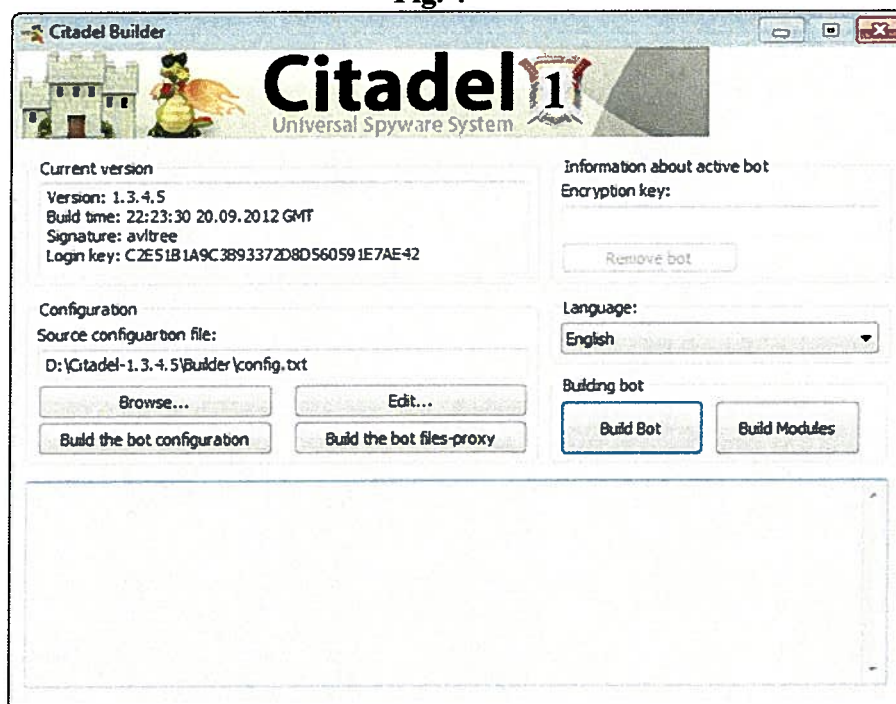 Citadel Builder
Citadel 1
Universal Spyware System
Current version
Version: 1.3.4.5
Build time: 22:23:30 20.09.2012 GMT
Signature: avltree
Login key: C2E51B1A9C3B93372D8D560591E7AE42
Information about active bot
Encryption key:
Remove bot
Configuration
Source configuartion file:
D:\Citadel-1.3.4.5\Builder\config.txt
Browse...
Edit...
Build the bot configuration
Build the bot files-proxy
Language:
English
Building bot
Build Bot
Build Modules